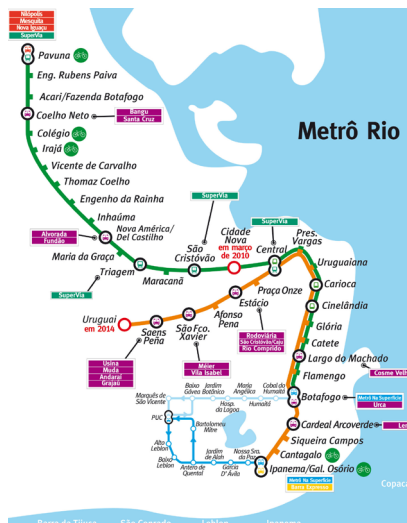 Nilópolis
Mesquita
Nova Iguaçu
SuperVia
Pavuna
Eng. Rubens Paiva
Acari/Fazenda Botafogo
Coelho Neto
Bangu
Santa Cruz
Colégio
Irajá
Metrô Rio
Vicente de Carvalho
Thomaz Coelho
Engenho da Rainha
Inhaúma
Nova América/
Del Castilho
Alvorada
Fundão
Maria da Graça
Triagem
SuperVia
Maracanã
São
Cristóvão
SuperVia
Cidade
Nova
em março
de 2010
SuperVia
Central
Pres.
Vargas
Uruguaiana
Carioca
Cinelândia
Glória
Catete
Largo do Machado
Cosme Velh
Flamengo
Botafogo
Metrô Na Superfície
Urca
Cardeal Arcoverde
Siqueira Campos
Cantagalo
Ipanema/Gal. Osório
Metrô Na Superfície
Barra Expresso
Copaca
Praça Onze
Estácio
Rodoviária
São Cristóvão/Caju
Rio Comprido
Afonso
Pena
São Fco.
Xavier
Méier
Vila Isabel
Saens
Peña
Uruguai
em 2014
Usina
Muda
Andaraí
Grajaú
Marquês de
São Vicente
Baixo
Gávea
Jardim
Botânico
Maria
Angélica
Cobal do
Humaitá
Hosp.
da Lagoa
Humaitá
PUC
Bartolomeu
Mitre
Alto
Leblon
Baixo
Leblon
Antero de
Quental
Jardim
de Alah
Garcia
D' Ávila
Nossa Sra.
da Paz